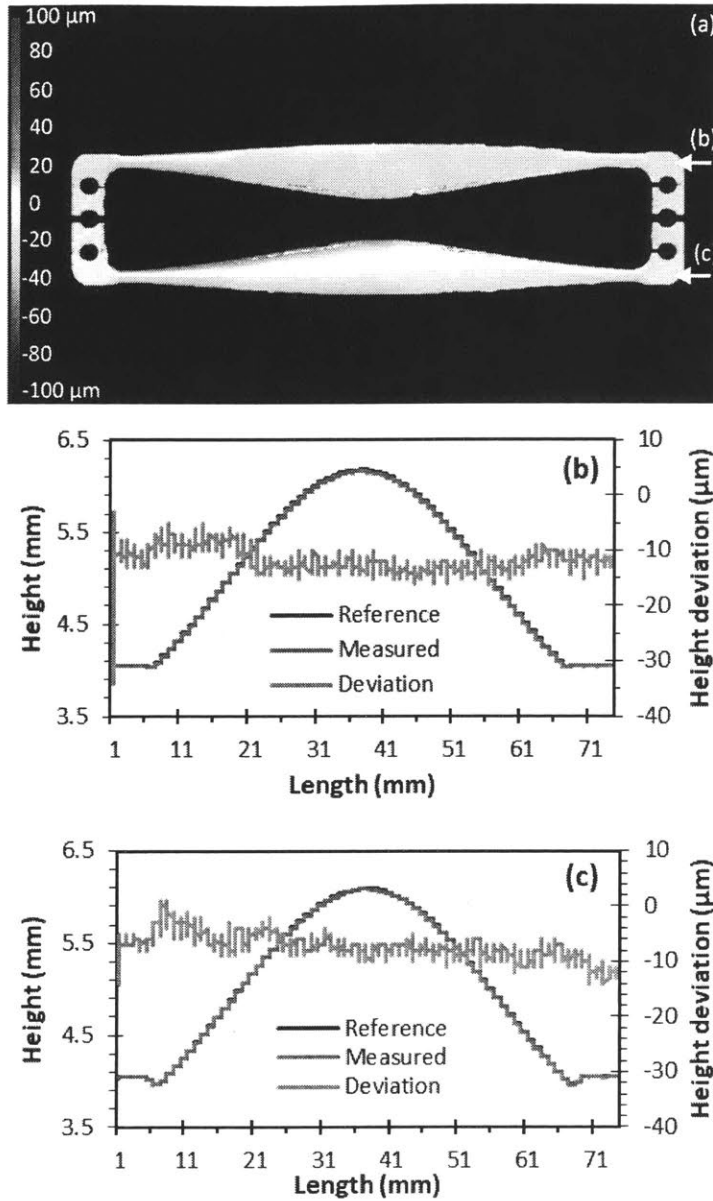 100 µm
(a)
80
60
40
(b)
20
0
-20
(c
-40
-60
-80
-100 µm
6.5
10
(b)
0
5.5
-10
Height (mm)
Height deviation (µm)
Reference
-20
4.5
Measured
Deviation
-30
3.5
-40
1 11 21 31 41 51 61 71
Length (mm)
6.5
10
(c)
0
5.5
-10
Height (mm)
Height deviation (µm)
Reference
-20
4.5
Measured
Deviation
-30
3.5
-40
1 11 21 31 41 51 61 71
Length (mm)